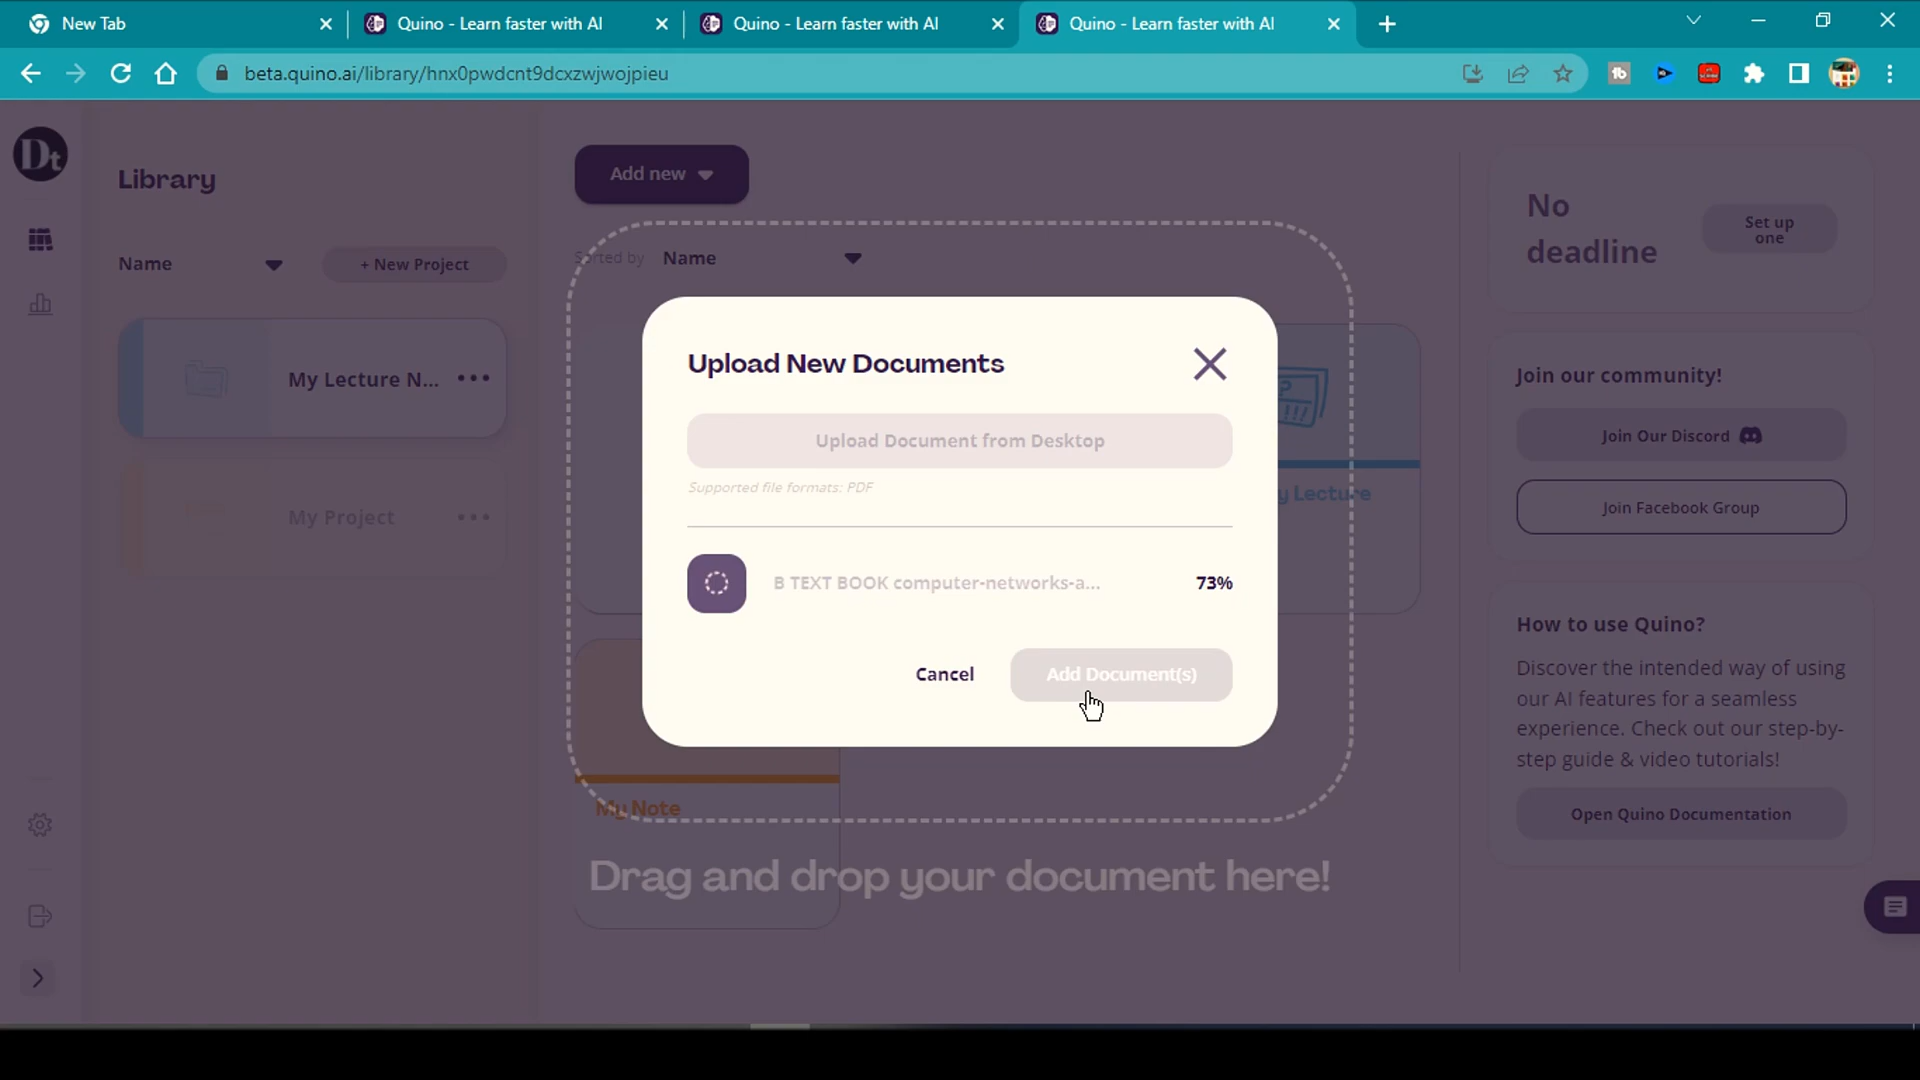 New Tab
Quino - Learn faster with AI
Quino - Learn faster with AI
Quino - Learn faster with AI
beta.quino.ai/library/hnx0pwdcnt9dcxzwjwojpieu
Dt
Library
Name
+ New Project
My Lecture N...
My Project
Add new
Sorted by Name
Upload New Documents
Upload Document from Desktop
Supported file formats: PDF
B TEXT BOOK computer-networks-a...
73%
Cancel
Add Document(s)
y Lecture
My Note
Drag and drop your document here!
No
deadline
Set up
one
Join our community!
Join Our Discord
Join Facebook Group
How to use Quino?
Discover the intended way of using
our AI features for a seamless
experience. Check out our step-by-
step guide & video tutorials!
Open Quino Documentation